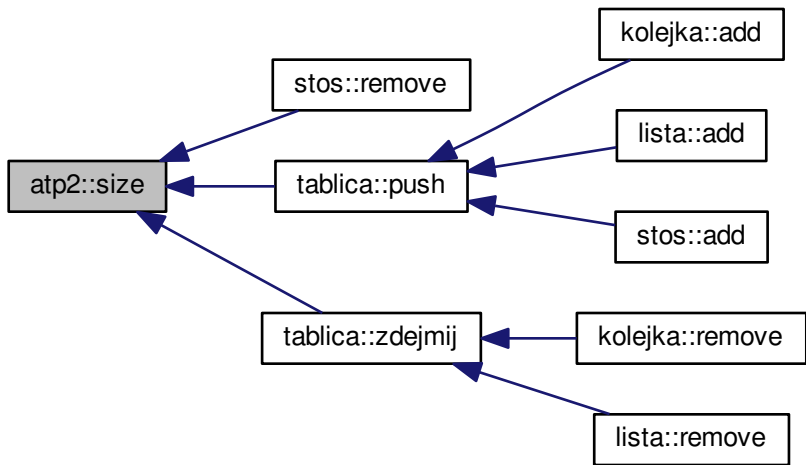 kolejka::add
stos::remove
lista::add
atp2::size
tablica::push
stos::add
tablica::zdejmij
kolejka::remove
lista::remove